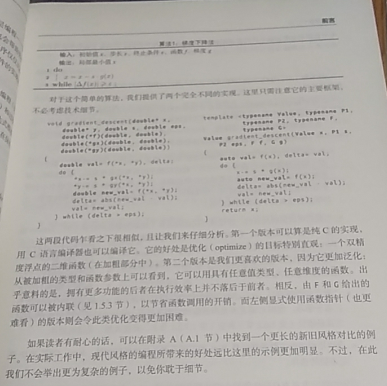 前言
算法1：梯度下降法
输入：初始值 x、步长 s、终止条件 ε、函数 f、梯度 g
输出：局部最小值 x
1 do
2 x = x − s · g(x)
3 while |Δf(x)| ≥ ε;
对于这个简单的算法，我们提供了两个完全不同的实现。这里只需注意它的主要框架，
不必考虑技术细节。
void gradient_descent(double* x,
double* y, double s, double eps,
double(*f)(double, double),
double(*gx)(double, double),
double(*gy)(double, double))
{
double val= f(*x, *y), delta;
do {
*x-= s * gx(*x, *y);
*y-= s * gy(*x, *y);
double new_val= f(*x, *y);
delta= abs(new_val - val);
val= new_val;
} while (delta > eps);
}
template <typename Value, typename P1,
typename P2, typename F,
typename G>
Value gradient_descent(Value x, P1 s,
P2 eps, F f, G g)
{
auto val= f(x), delta= val;
do {
x-= s * g(x);
auto new_val= f(x);
delta= abs(new_val - val);
val= new_val;
} while (delta > eps);
return x;
}
这两段代码乍看之下很相似，且让我们来仔细分析。第一个版本可以算是纯 C 的实现，
用 C 语言编译器也可以编译它。它的好处是优化（optimize）的目标特别直观：一个双精
度浮点的二维函数（在加粗部分中）。第二个版本是我们更喜欢的版本，因为它更加泛化：
从被加粗的类型和函数参数上可以看到，它可以用具有任意值类型、任意维度的函数。出
乎意料的是，拥有更多功能的后者在执行效率上并不落后于前者。相反，由 F 和 G 给出的
函数可以被内联（见 1.5.3 节），以节省函数调用的开销。而左侧显式使用函数指针（也更
难看）的版本则会令此类优化变得更加困难。
如果读者有耐心的话，可以在附录 A（A.1 节）中找到一个更长的新旧风格对比的例
子。在实际工作中，现代风格的编程所带来的好处远比这里的示例更加明显。不过，在此
我们不会举出更为复杂的例子，以免你耽于细节。